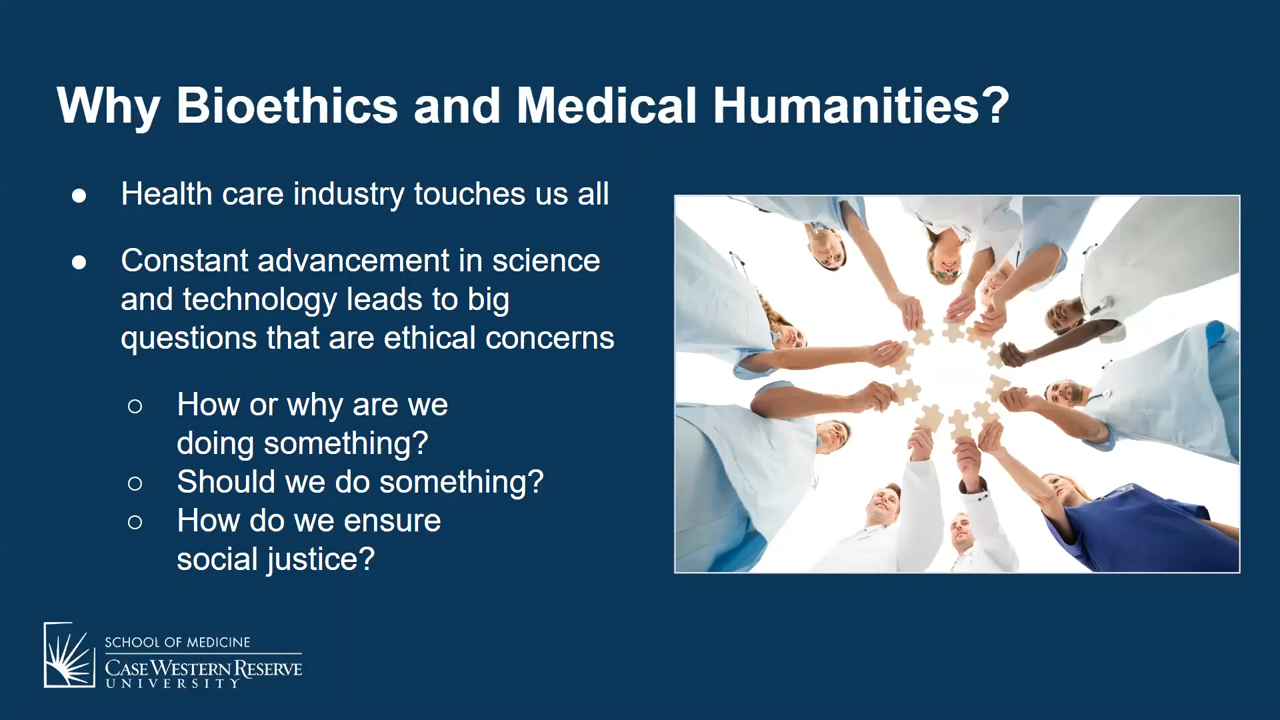 Why Bioethics and Medical Humanities?
● Health care industry touches us all
● Constant advancement in science
and technology leads to big
questions that are ethical concerns
○ How or why are we
doing something?
○ Should we do something?
○ How do we ensure
social justice?
SCHOOL OF MEDICINE
CASE WESTERN RESERVE
UNIVERSITY